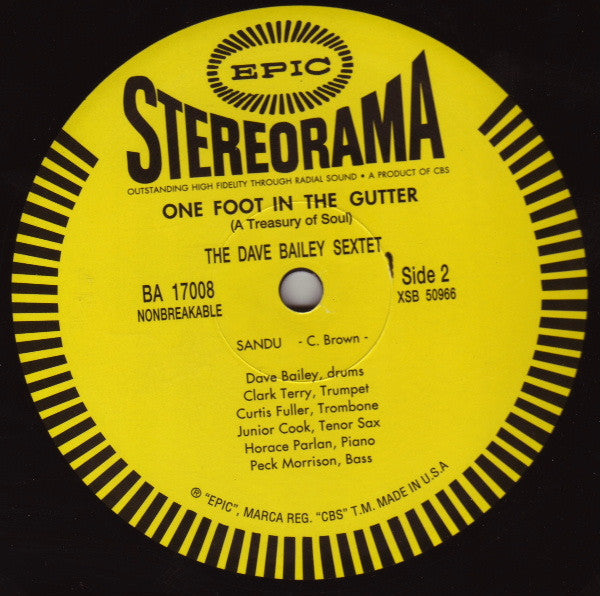 EPIC
STEREORAMA
OUTSTANDING HIGH FIDELITY THROUGH RADIAL SOUND • A PRODUCT OF CBS
ONE FOOT IN THE GUTTER
(A Treasury of Soul)
THE DAVE BAILEY SEXTET
BA 17008
NONBREAKABLE
Side 2
XSB 50966
SANDU - C. Brown -
Dave Bailey, drums
Clark Terry, Trumpet
Curtis Fuller, Trombone
Junior Cook, Tenor Sax
Horace Parlan, Piano
Peck Morrison, Bass
℗ "EPIC", MARCA REG. "CBS" T.M. MADE IN U.S.A